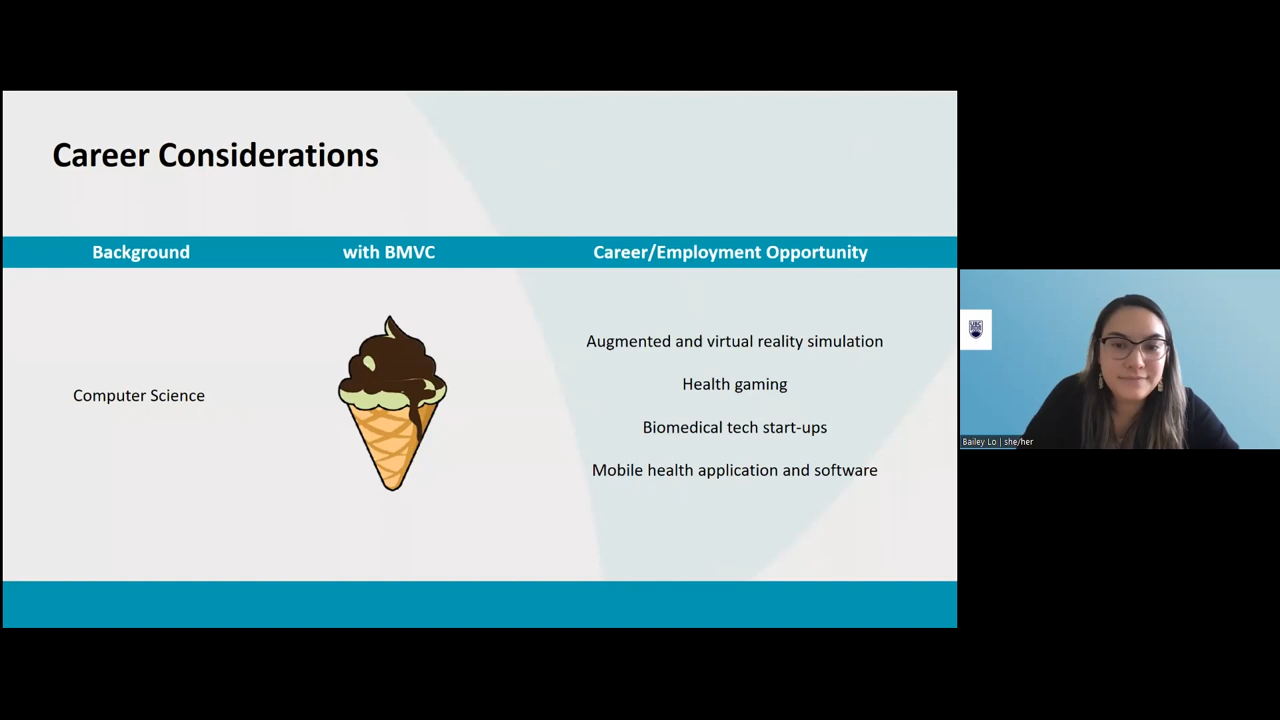 Career Considerations
Background with BMVC Career/Employment Opportunity
Augmented and virtual reality simulation
Health gaming
Computer Science
Biomedical tech start-ups
Mobile health application and software
UBC
Bailey Lo | she/her